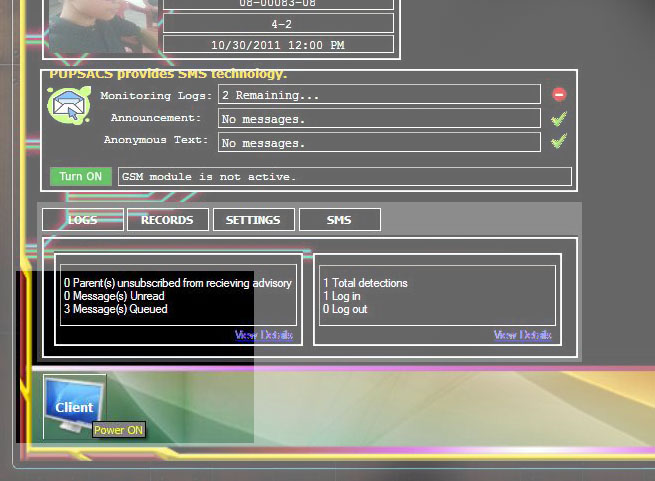 08-00083-08
4-2
10/30/2011 12:00 PM
PUPSACS provides SMS technology.
Monitoring Logs: 2 Remaining...
Announcement: No messages.
Anonymous Text: No messages.
Turn ON GSM module is not active.
LOGS RECORDS SETTINGS SMS
0 Parent(s) unsubscribed from recieving advisory
0 Message(s) Unread
3 Message(s) Queued
View Details
1 Total detections
1 Log in
0 Log out
View Details
Client
Power ON